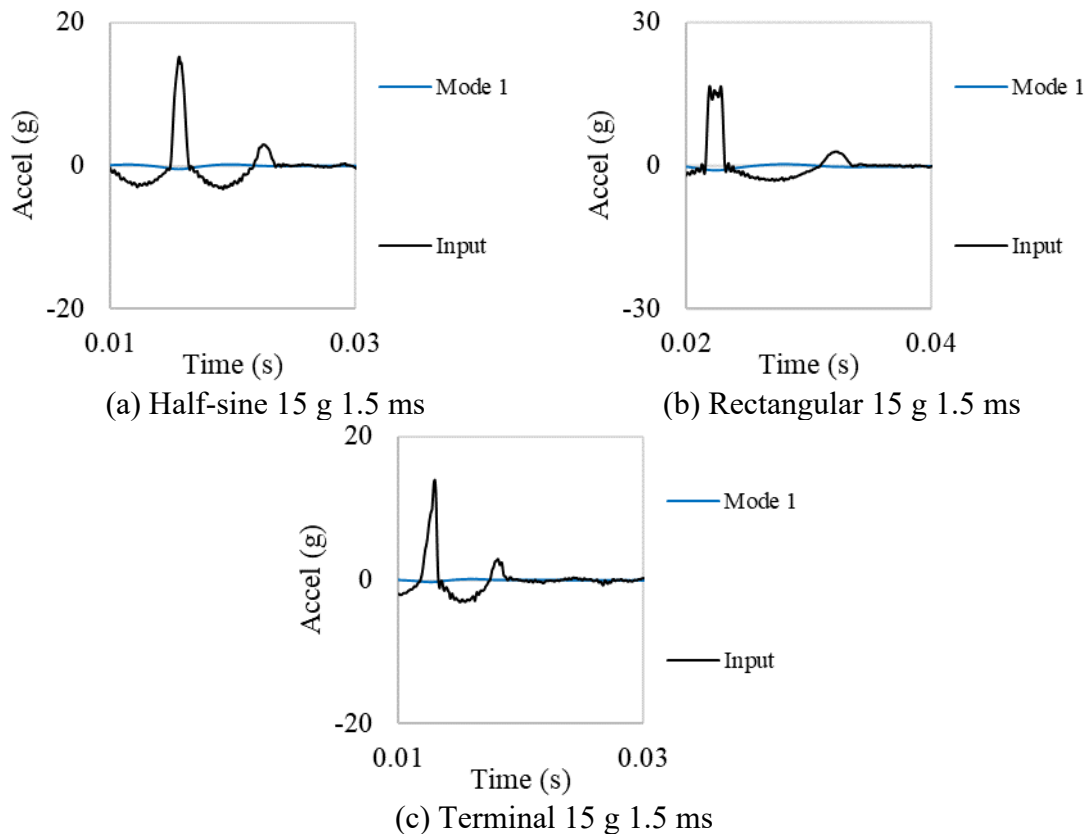 20
0
-20
Accel (g)
0.01
0.03
Time (s)
Mode 1
Input
(a) Half-sine 15 g 1.5 ms
30
0
-30
Accel (g)
0.02
0.04
Time (s)
Mode 1
Input
(b) Rectangular 15 g 1.5 ms
20
0
-20
Accel (g)
0.01
0.03
Time (s)
Mode 1
Input
(c) Terminal 15 g 1.5 ms